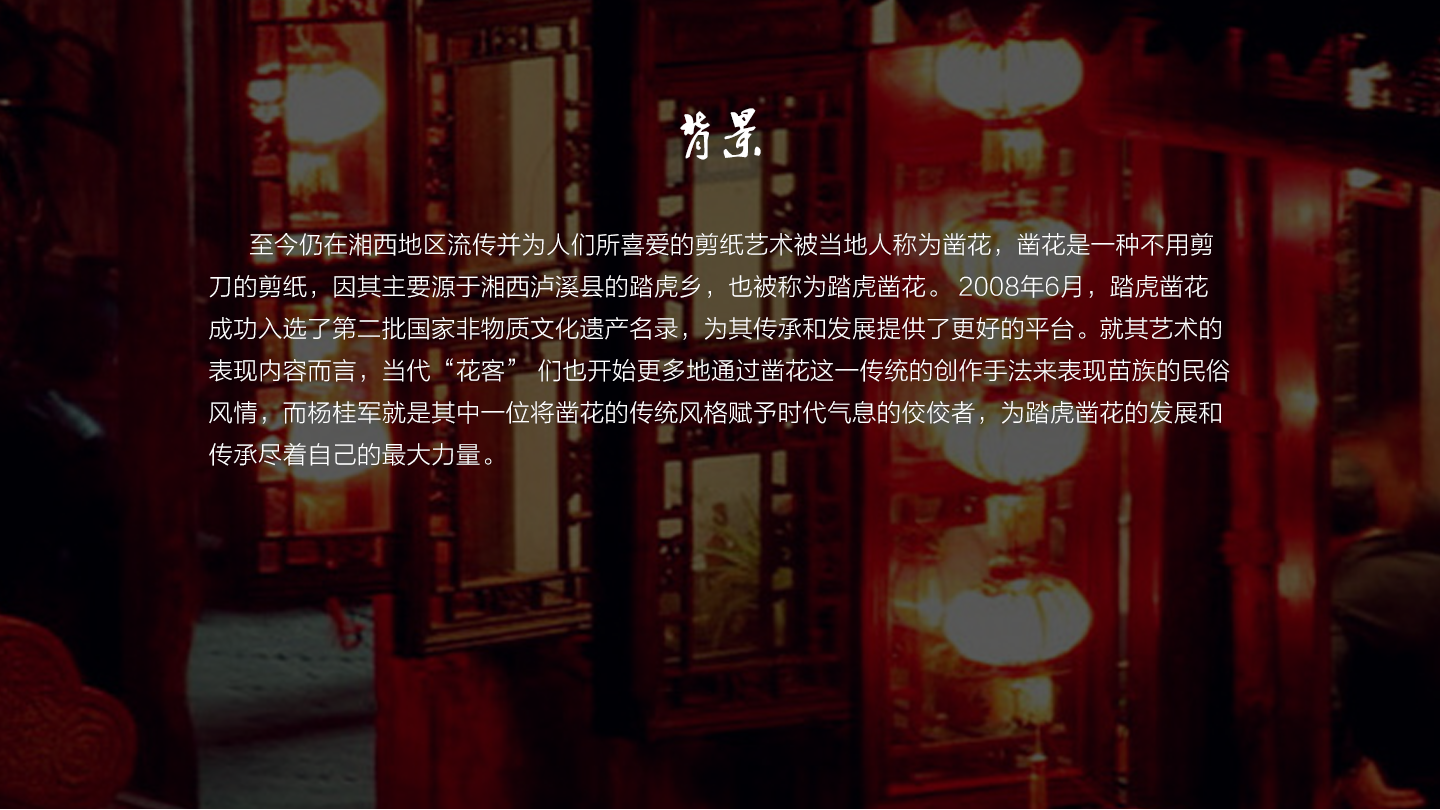 背景
至今仍在湘西地区流传并为人们所喜爱的剪纸艺术被当地人称为凿花，凿花是一种不用剪
刀的剪纸，因其主要源于湘西泸溪县的踏虎乡，也被称为踏虎凿花。 2008年6月，踏虎凿花
成功入选了第二批国家非物质文化遗产名录，为其传承和发展提供了更好的平台。就其艺术的
表现内容而言，当代“花客” 们也开始更多地通过凿花这一传统的创作手法来表现苗族的民俗
风情，而杨桂军就是其中一位将凿花的传统风格赋予时代气息的佼佼者，为踏虎凿花的发展和
传承尽着自己的最大力量。